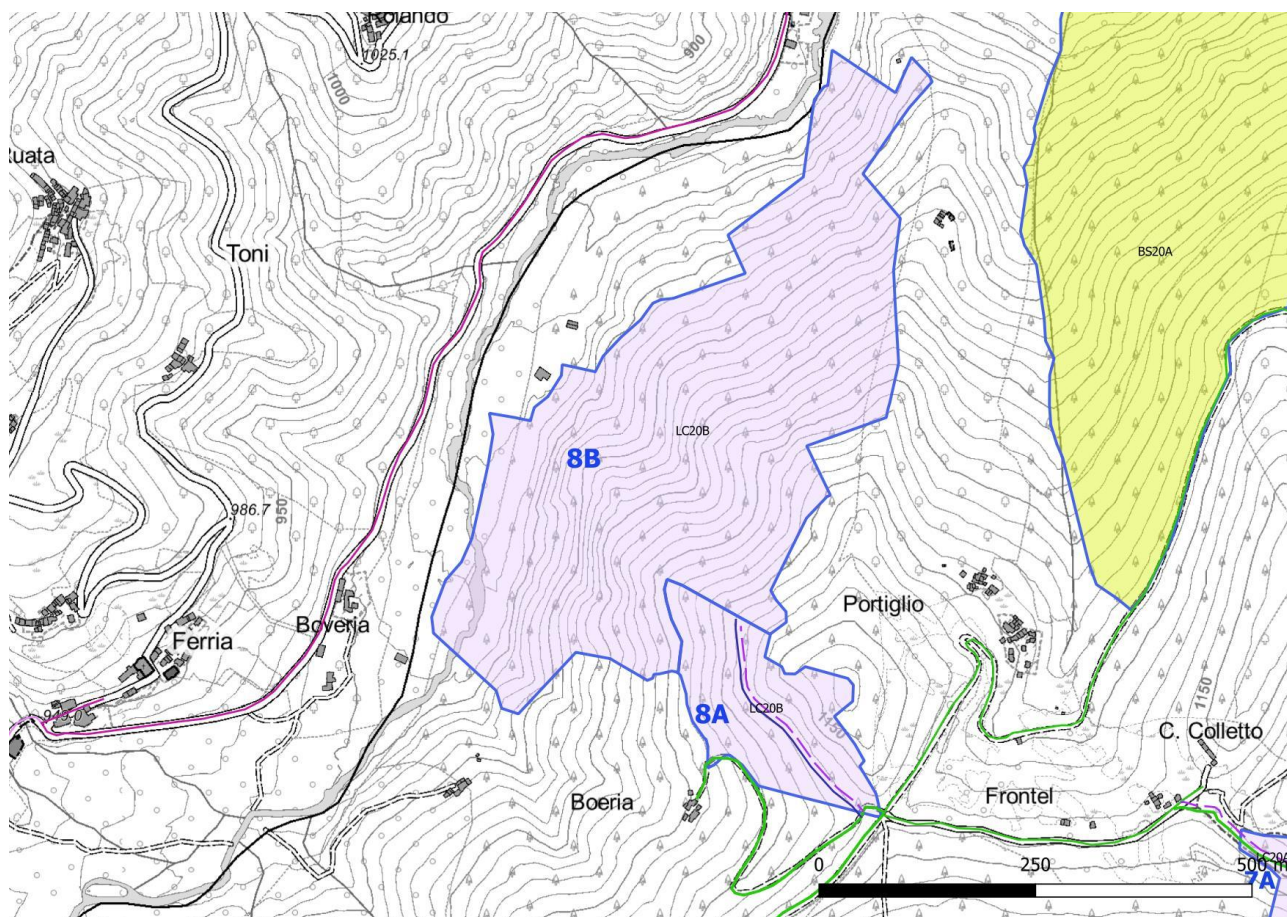 Rolando
1025.1
900
1000
Ruata
Toni
BS20A
LC20B
8B
950
986.7
Portiglio
Boveria
Ferria
8A
LC20B
1150
1150
C. Colletto
Boeria
Frontel
0 250 500 m
7A